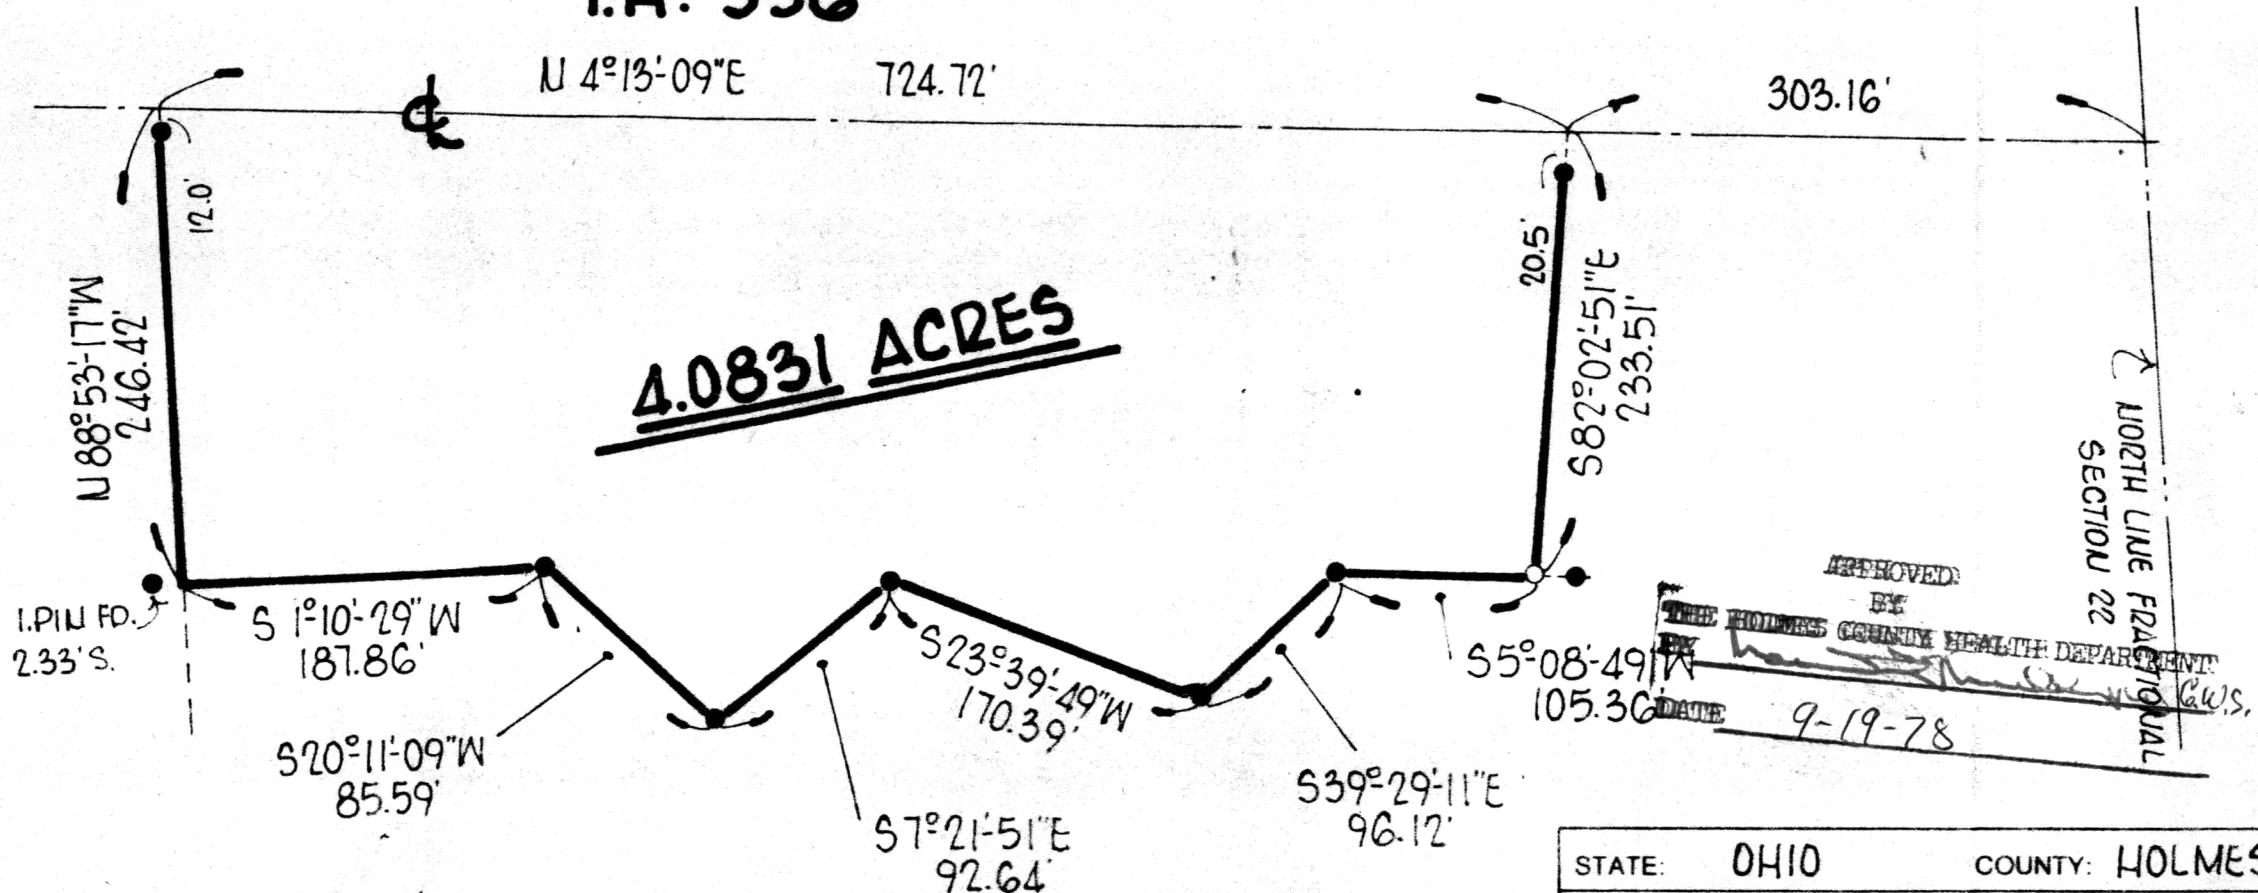 N 4°-13'-09"E 724.72'
303.16'
12.0'
20.5'
N 88°-53'-17"W
246.42'
S82°-02'-51"E
233.51'
4.0831 ACRES
NORTH LINE FRACTIONAL
SECTION 22
1.PIN FD.
2.33'S.
S 1°-10'-29" W
187.86'
S20°-11'-09"W
85.59'
S7°-21'-51"E
92.64'
S23°-39'-49"W
170.39'
S39°-29'-11"E
96.12'
S5°-08'-49"W
105.36'
APPROVED
BY
THE HOLMES COUNTY HEALTH DEPARTMENT
BY G.W.S.
DATE 9-19-78
STATE: OHIO COUNTY: HOLMES